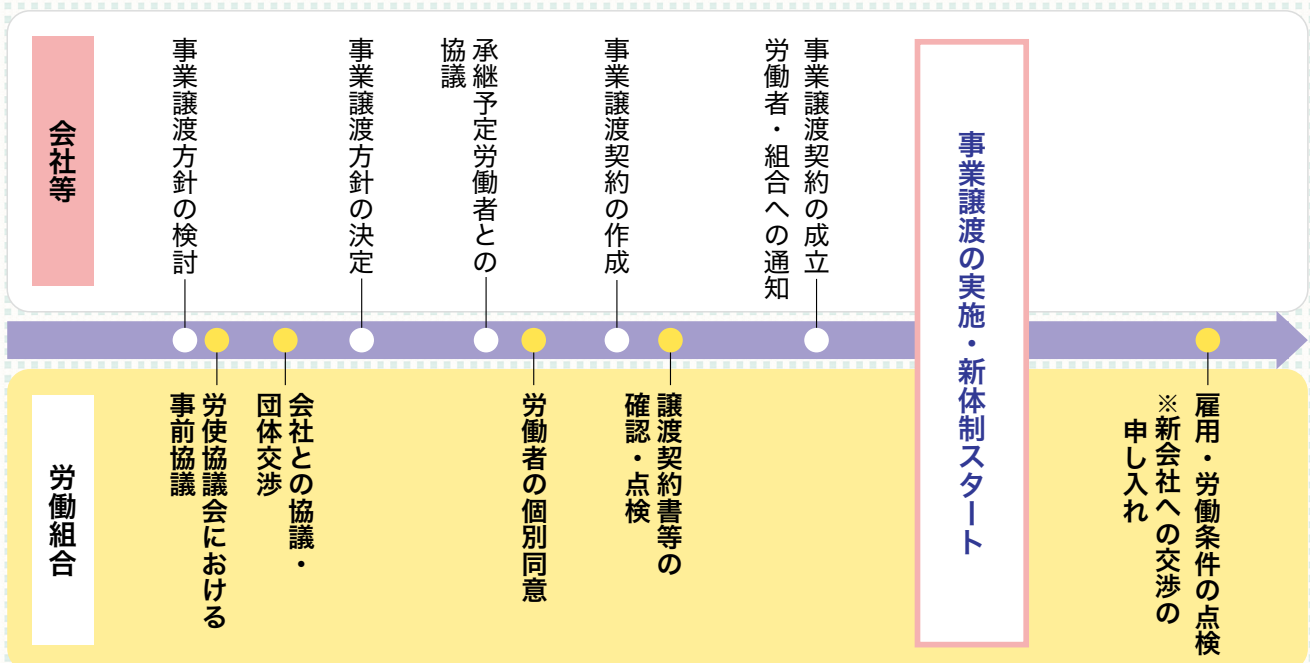 会社等
事業譲渡方針の検討
事業譲渡方針の決定
承継予定労働者との
協議
事業譲渡契約の作成
事業譲渡契約の成立
労働者・組合への通知
事業譲渡の実施・新体制スタート
労働組合
労使協議会における
事前協議
会社との協議・
団体交渉
労働者の個別同意
譲渡契約書等の
確認・点検
雇用・労働条件の点検
※新会社への交渉の
申し入れ